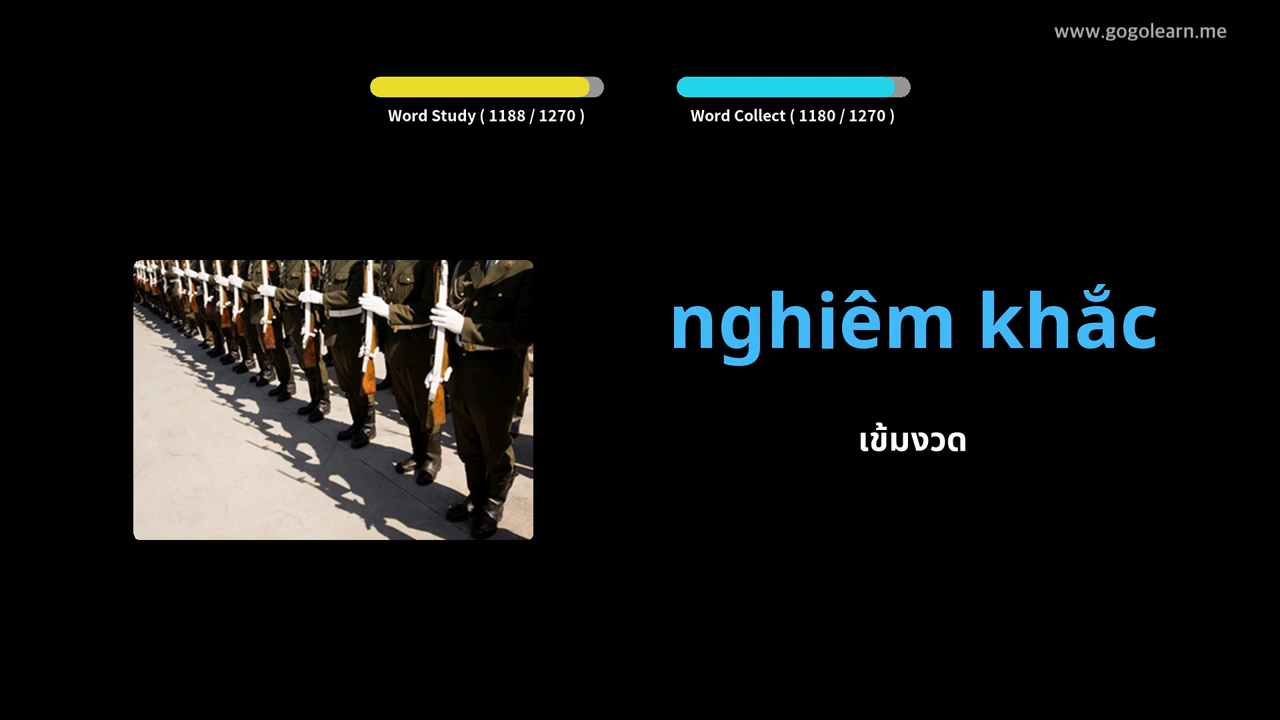 www.gogolearn.me
Word Study ( 1188 / 1270 )
Word Collect ( 1180 / 1270 )
nghiêm khắc
เข้มงวด